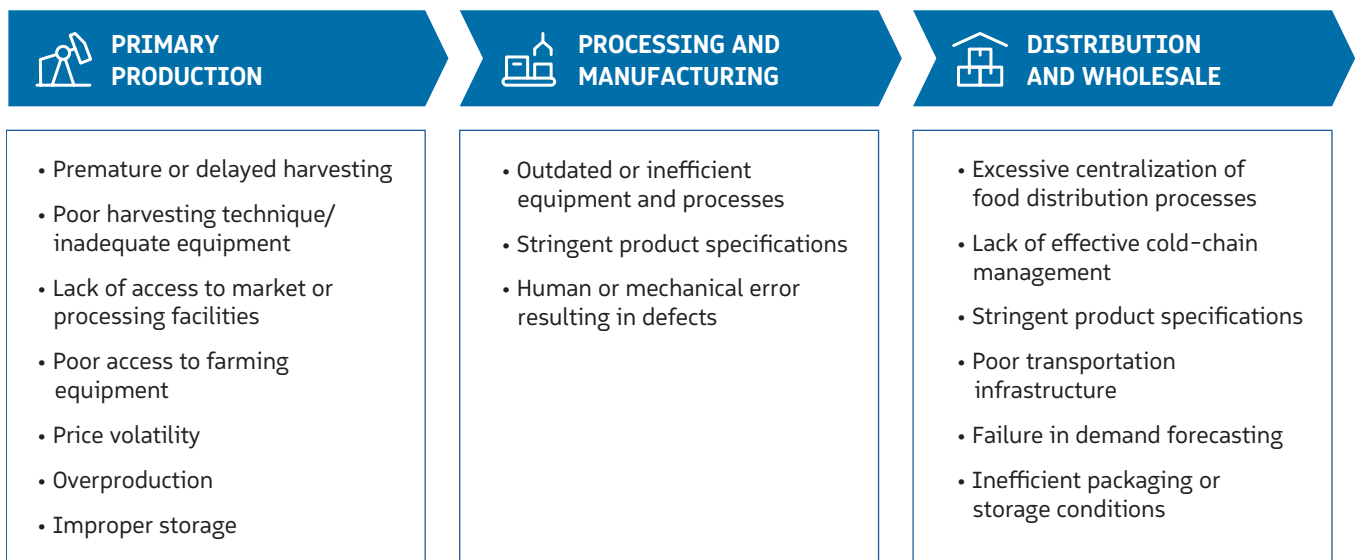 PRIMARY
PRODUCTION
• Premature or delayed harvesting
• Poor harvesting technique/
inadequate equipment
• Lack of access to market or
processing facilities
• Poor access to farming
equipment
• Price volatility
• Overproduction
• Improper storage
PROCESSING AND
MANUFACTURING
• Outdated or inefficient
equipment and processes
• Stringent product specifications
• Human or mechanical error
resulting in defects
DISTRIBUTION
AND WHOLESALE
• Excessive centralization of
food distribution processes
• Lack of effective cold-chain
management
• Stringent product specifications
• Poor transportation
infrastructure
• Failure in demand forecasting
• Inefficient packaging or
storage conditions